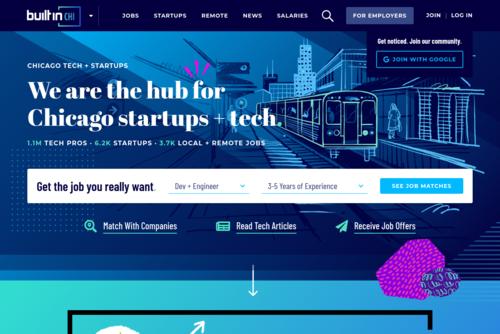 builtin CHI
JOBS STARTUPS REMOTE NEWS SALARIES FOR EMPLOYERS JOIN | LOG IN
Get noticed. Join our community.
G JOIN WITH GOOGLE
CHICAGO TECH + STARTUPS
We are the hub for
Chicago startups + tech.
1.1M TECH PROS • 6.2K STARTUPS • 3.7K LOCAL + REMOTE JOBS
Get the job you really want. Dev + Engineer 3-5 Years of Experience SEE JOB MATCHES
Match With Companies Read Tech Articles Receive Job Offers